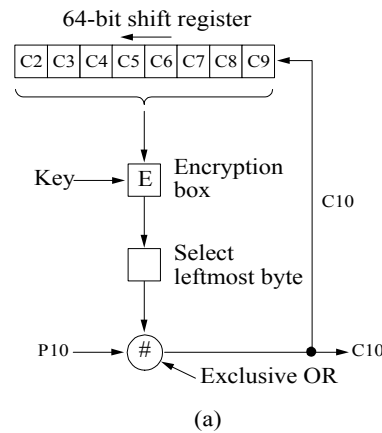 64-bit shift register
C2 C3 C4 C5 C6 C7 C8 C9
Key
E
Encryption
box
C10
Select
leftmost byte
P10
#
C10
Exclusive OR
(a)